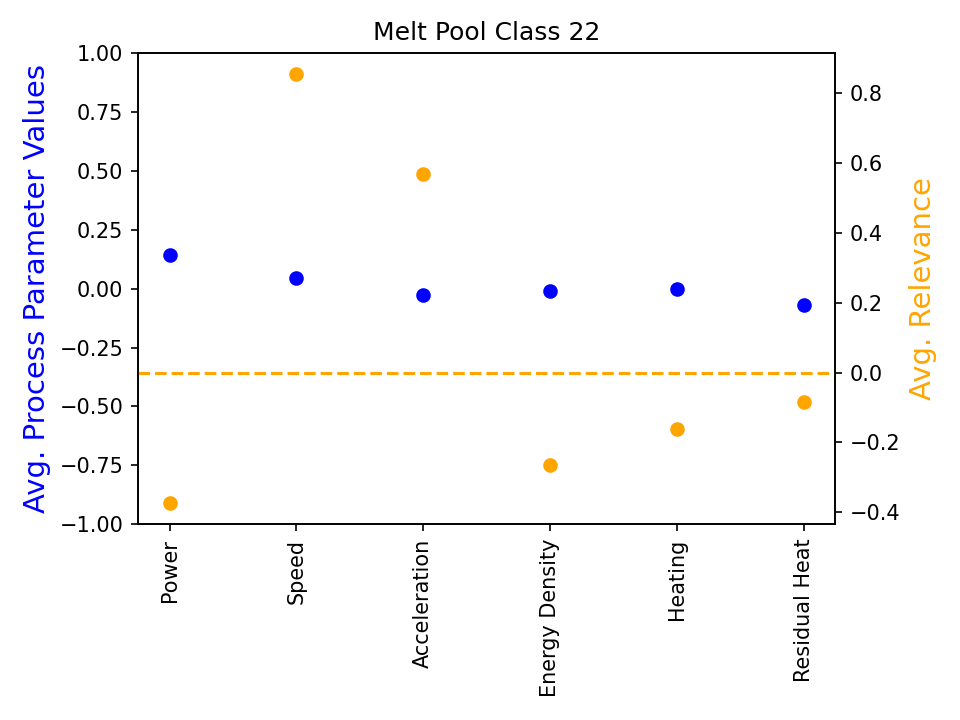 Melt Pool Class 22
Avg. Process Parameter Values
1.00
0.75
0.50
0.25
0.00
−0.25
−0.50
−0.75
−1.00
0.8
0.6
0.4
0.2
0.0
−0.2
−0.4
Avg. Relevance
Power
Speed
Acceleration
Energy Density
Heating
Residual Heat